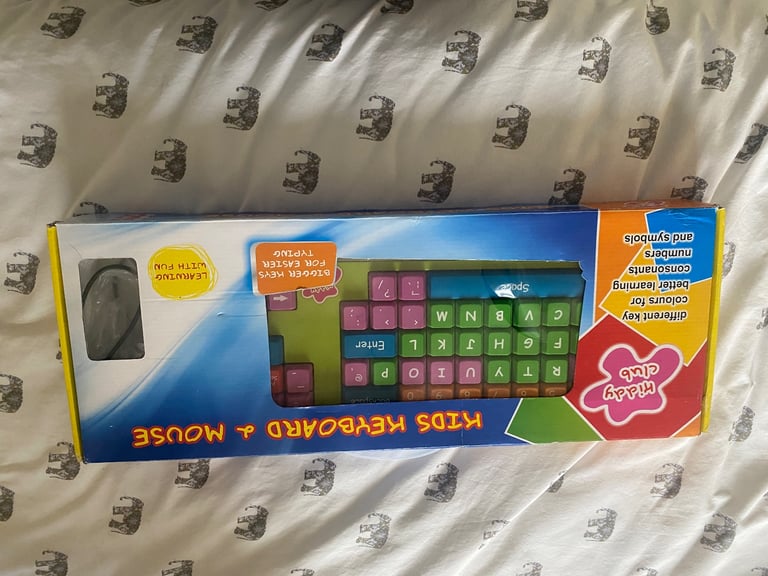 KIDS KEYBOARD & MOUSE
Kiddy
club
different key
colours for
better learning
consonants
numbers
and symbols
BIGGER KEYS
FOR EASIER
TYPING
LEARNING
WITH FUN
Backspace
R T Y U I O P
F G H J K L Enter
C V B N M
Space